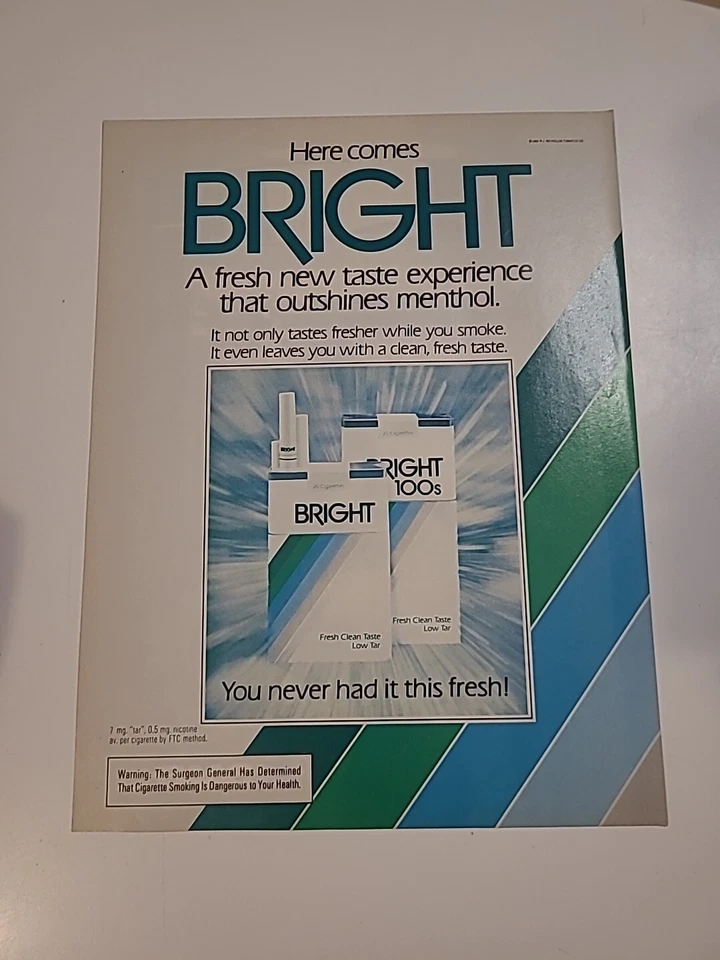 Here comes
BRIGHT
A fresh new taste experience
that outshines menthol.
It not only tastes fresher while you smoke.
It even leaves you with a clean, fresh taste.
BRIGHT
100s
BRIGHT
Fresh Clean Taste
Low Tar
Fresh Clean Taste
Low Tar
You never had it this fresh!
7 mg. "tar", 0.5 mg. nicotine
av. per cigarette by FTC method.
Warning: The Surgeon General Has Determined
That Cigarette Smoking Is Dangerous to Your Health.